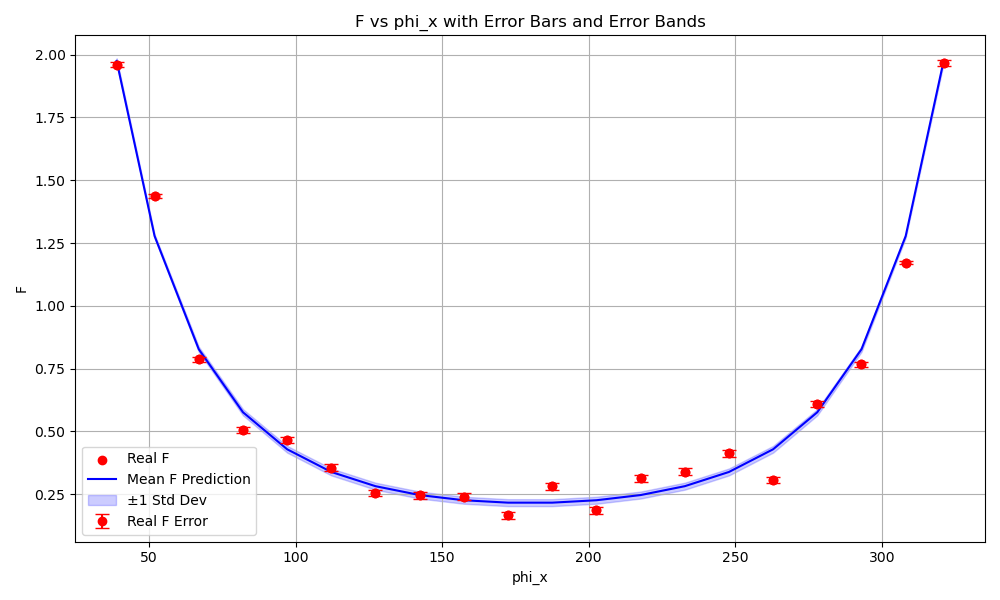 F vs phi_x with Error Bars and Error Bands
2.00
1.75
1.50
1.25
1.00
0.75
0.50
0.25
F
Real F
Mean F Prediction
±1 Std Dev
Real F Error
50
100
150
200
250
300
phi_x